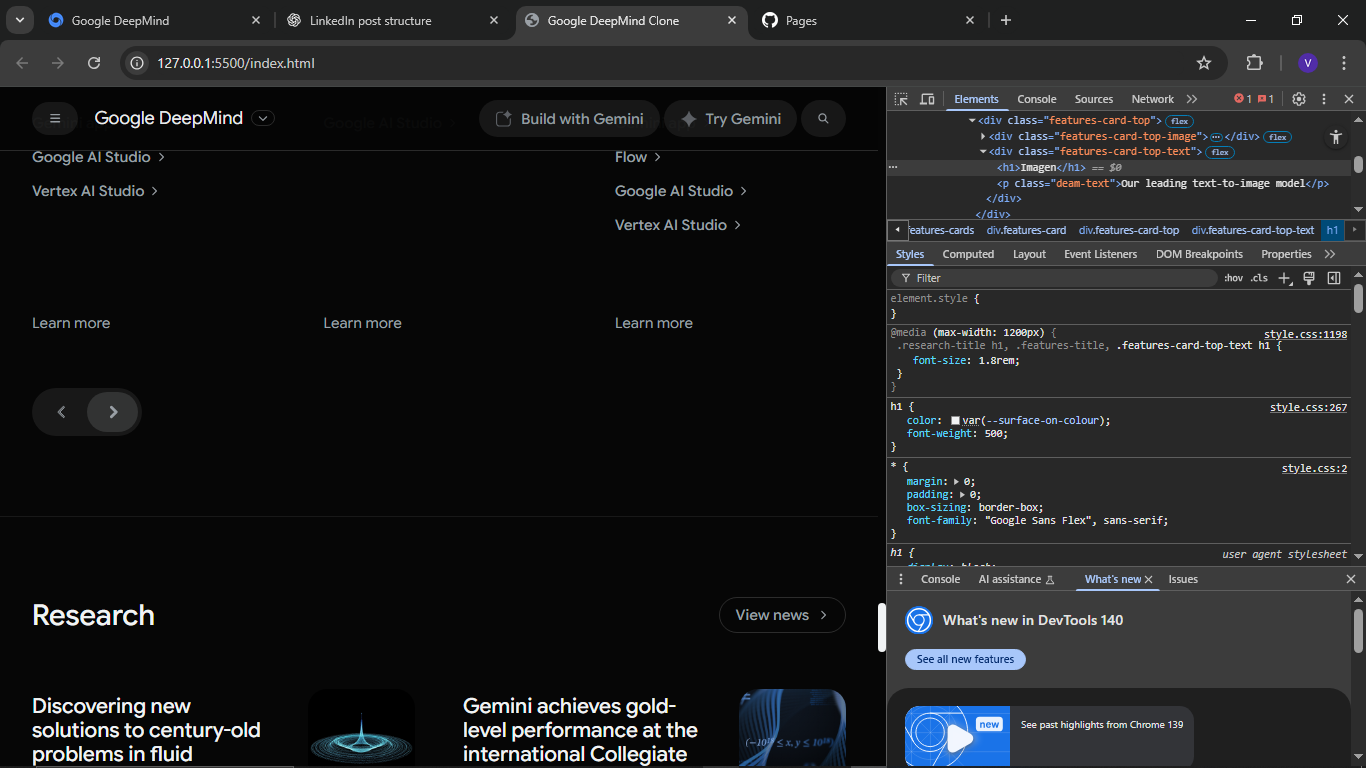 Google DeepMind
LinkedIn post structure
Google DeepMind Clone
Pages
127.0.0.1:5500/index.html
V
Google DeepMind
Build with Gemini
Try Gemini
Google AI Studio
Google AI Studio
Vertex AI Studio
Flow
Google AI Studio
Vertex AI Studio
Learn more
Learn more
Learn more
Research
View news
Discovering new
solutions to century-old
problems in fluid
Gemini achieves gold-
level performance at the
international Collegiate
(−10¹⁰ ≤ x, y ≤ 10¹⁰)
Elements
Console
Sources
Network
1
1
<div class="features-card-top"> flex
<div class="features-card-top-image"> </div> flex
<div class="features-card-top-text"> flex
<h1>Imagen</h1> == $0
<p class="deam-text">Our leading text-to-image model</p>
</div>
</div>
eatures-cards div.features-card div.features-card-top div.features-card-top-text h1
Styles Computed Layout Event Listeners DOM Breakpoints Properties
Filter
:hov .cls
element.style {
}
@media (max-width: 1200px) {
style.css:1198
.research-title h1, .features-title, .features-card-top-text h1 {
font-size: 1.8rem;
}
}
h1 {
style.css:267
color: var(--surface-on-colour);
font-weight: 500;
}
* {
style.css:2
margin: 0;
padding: 0;
box-sizing: border-box;
font-family: "Google Sans Flex", sans-serif;
}
h1 {
user agent stylesheet
display: block;
Console AI assistance What's new Issues
What's new in DevTools 140
See all new features
new
See past highlights from Chrome 139